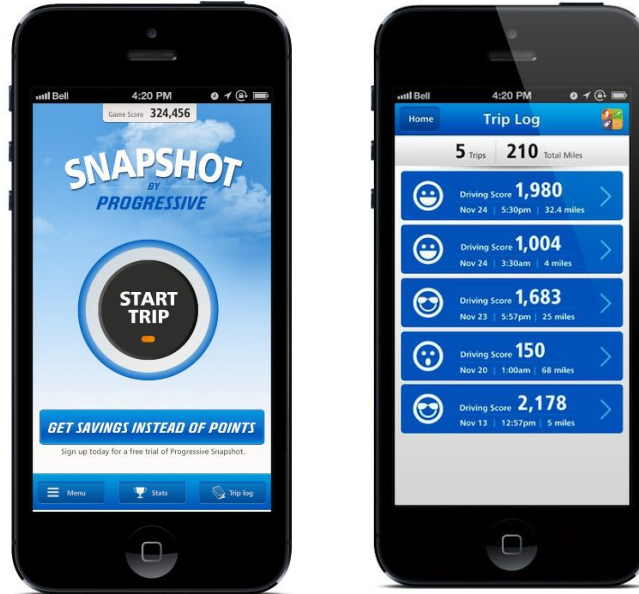 Bell 4:20 PM
Game Score 324,456
SNAPSHOT
BY
PROGRESSIVE
START
TRIP
GET SAVINGS INSTEAD OF POINTS
Sign up today for a free trial of Progressive Snapshot.
Menu Stats Trip log
Bell 4:20 PM
Home Trip Log
5 Trips 210 Total Miles
Driving Score 1,980
Nov 24 | 5:30pm | 32.4 miles
Driving Score 1,004
Nov 24 | 3:30am | 4 miles
Driving Score 1,683
Nov 23 | 5:57pm | 25 miles
Driving Score 150
Nov 20 | 1:00am | 68 miles
Driving Score 2,178
Nov 13 | 12:57pm | 5 miles